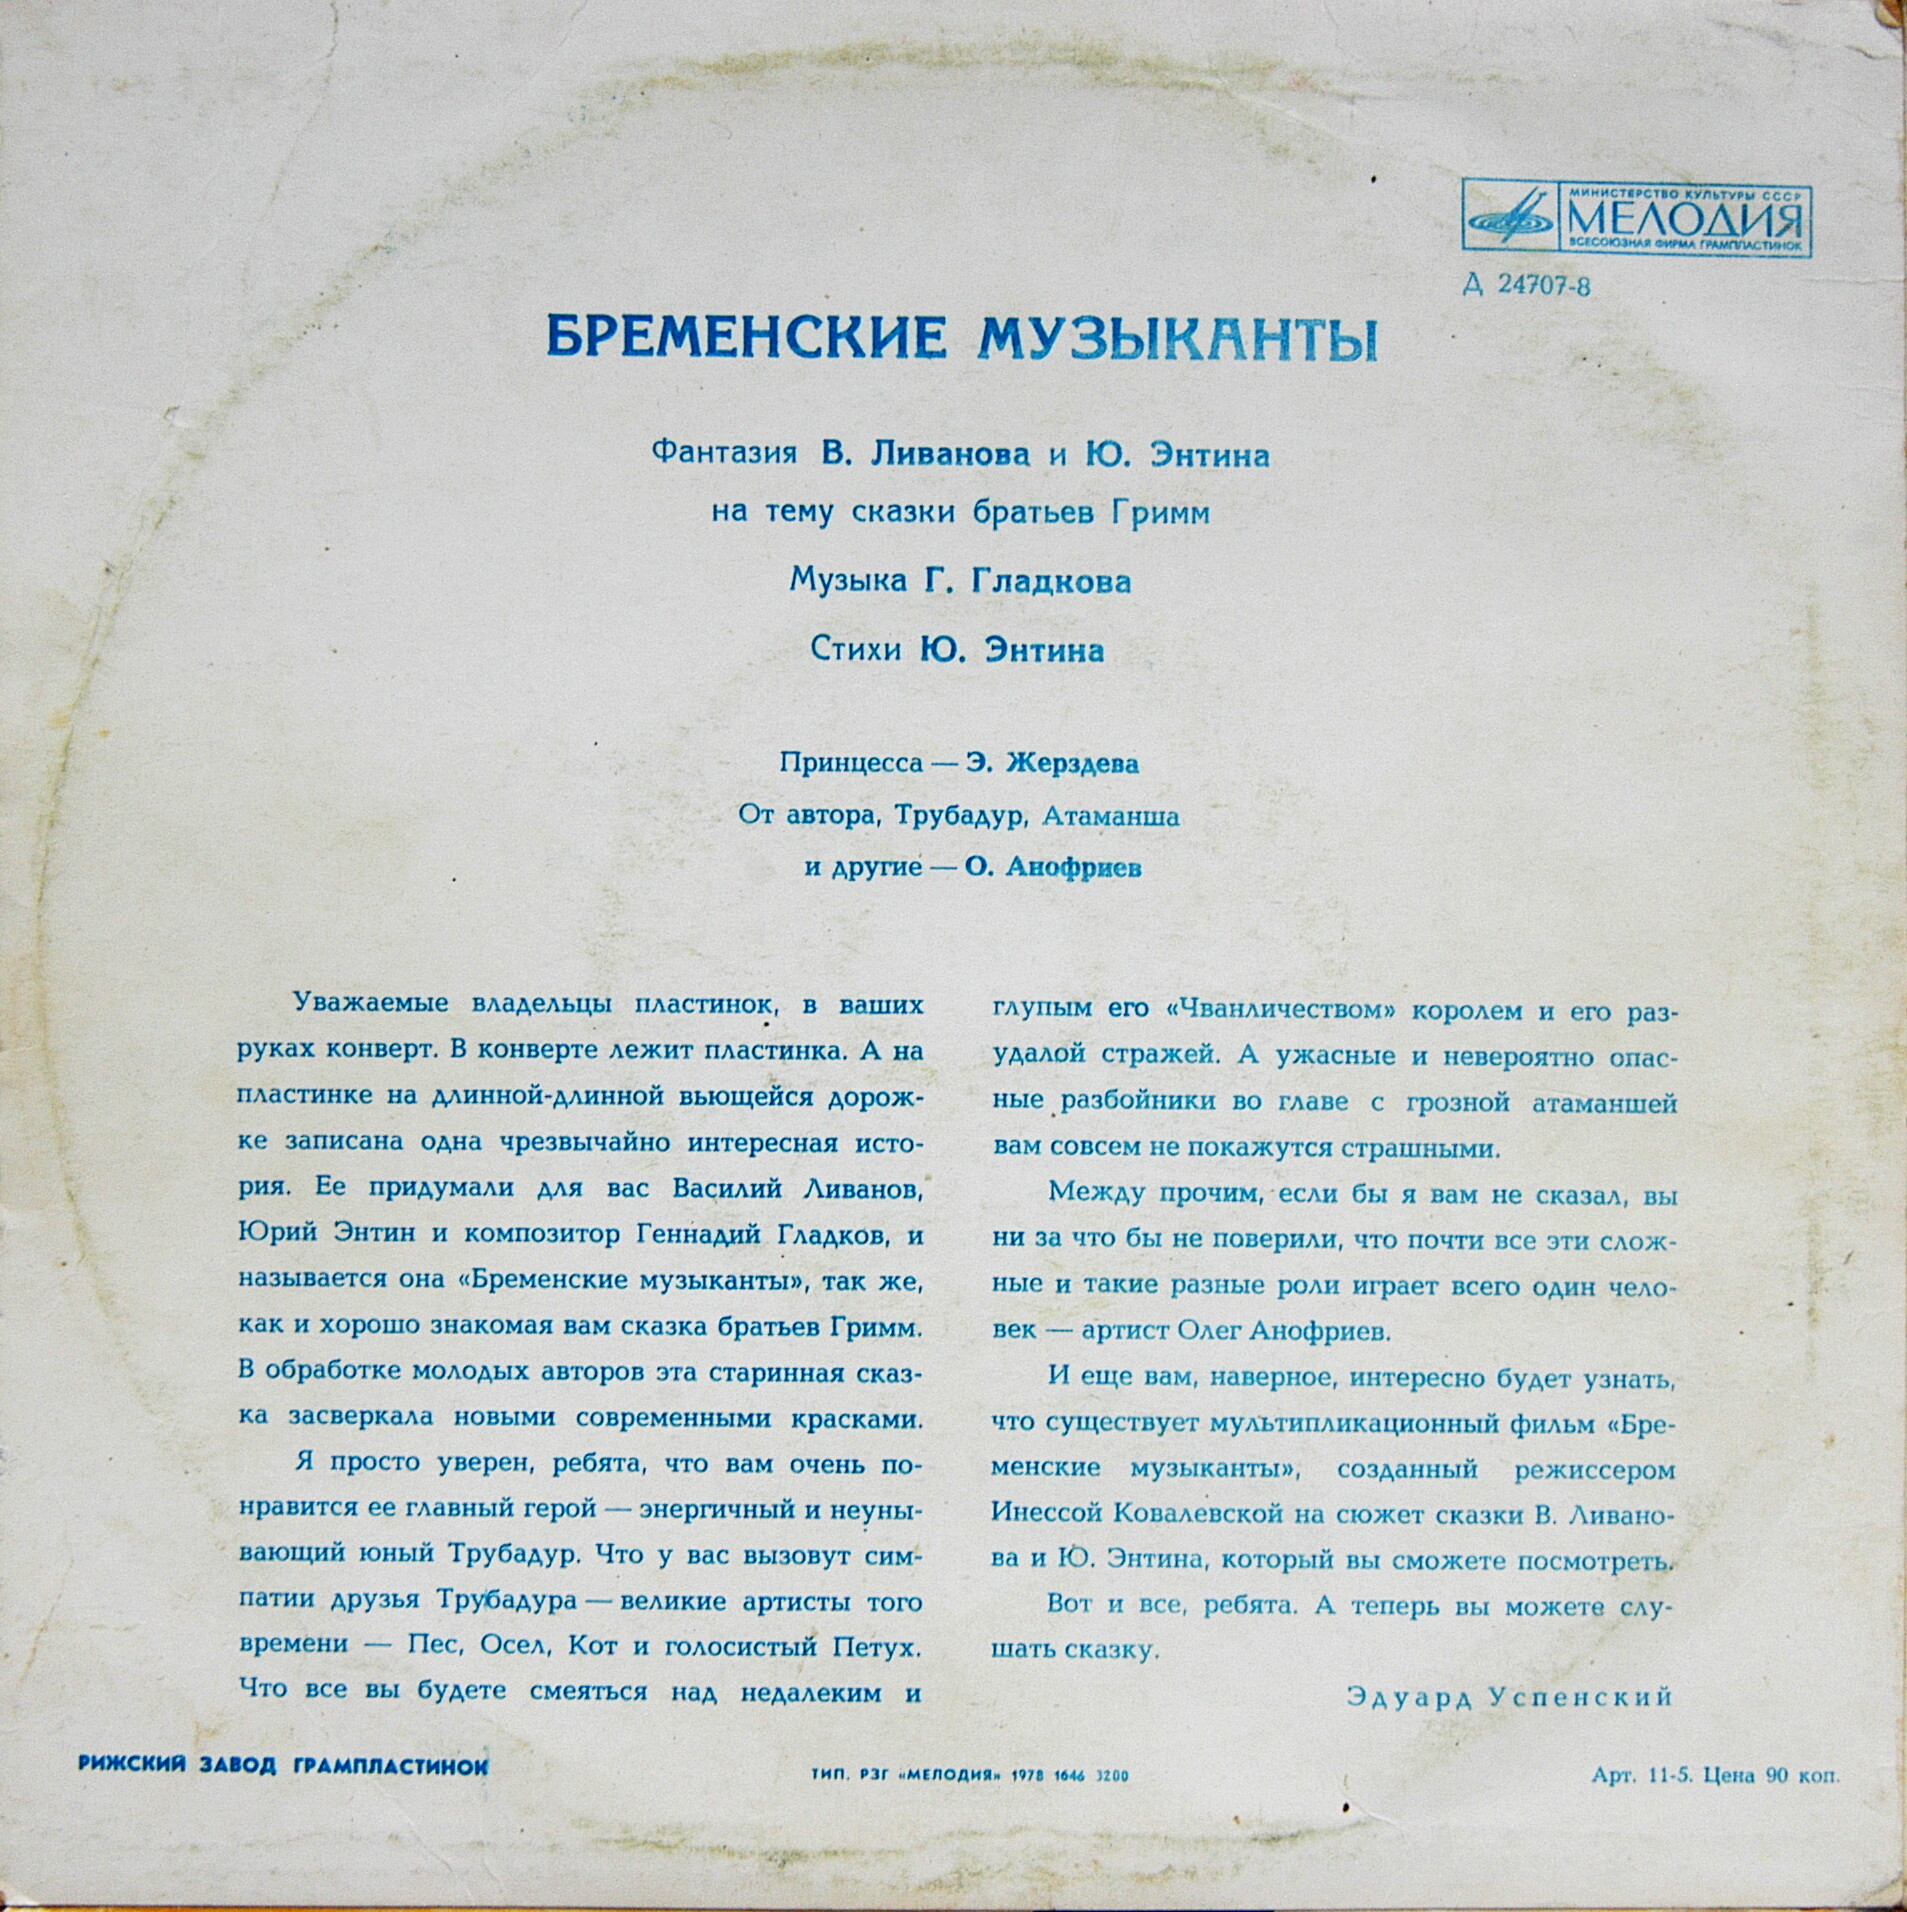 МИНИСТЕРСТВО КУЛЬТУРЫ СССР
МЕЛОДИЯ
ВСЕСОЮЗНАЯ ФИРМА ГРАМПЛАСТИНОК
Д 24707-8
БРЕМЕНСКИЕ МУЗЫКАНТЫ
Фантазия В. Ливанова и Ю. Энтина
на тему сказки братьев Гримм
Музыка Г. Гладкова
Стихи Ю. Энтина
Принцесса — Э. Жерздева
От автора, Трубадур, Атаманша
и другие — О. Анофриев
Уважаемые владельцы пластинок, в ваших
руках конверт. В конверте лежит пластинка. А на
пластинке на длинной-длинной вьющейся дорож-
ке записана одна чрезвычайно интересная исто-
рия. Ее придумали для вас Василий Ливанов,
Юрий Энтин и композитор Геннадий Гладков, и
называется она «Бременские музыканты», так же,
как и хорошо знакомая вам сказка братьев Гримм.
В обработке молодых авторов эта старинная сказ-
ка засверкала новыми современными красками.
Я просто уверен, ребята, что вам очень по-
нравится ее главный герой — энергичный и неуны-
вающий юный Трубадур. Что у вас вызовут сим-
патии друзья Трубадура — великие артисты того
времени — Пес, Осел, Кот и голосистый Петух.
Что все вы будете смеяться над недалеким и
глупым его «Чванличеством» королем и его раз-
удалой стражей. А ужасные и невероятно опас-
ные разбойники во главе с грозной атаманшей
вам совсем не покажутся страшными.
Между прочим, если бы я вам не сказал, вы
ни за что бы не поверили, что почти все эти слож-
ные и такие разные роли играет всего один чело-
век — артист Олег Анофриев.
И еще вам, наверное, интересно будет узнать,
что существует мультипликационный фильм «Бре-
менские музыканты», созданный режиссером
Инессой Ковалевской на сюжет сказки В. Ливано-
ва и Ю. Энтина, который вы сможете посмотреть.
Вот и все, ребята. А теперь вы можете слу-
шать сказку.
Эдуард Успенский
РИЖСКИЙ ЗАВОД ГРАМПЛАСТИНОК
ТИП. РЗГ «МЕЛОДИЯ» 1978 1646 3200
Арт. 11-5. Цена 90 коп.